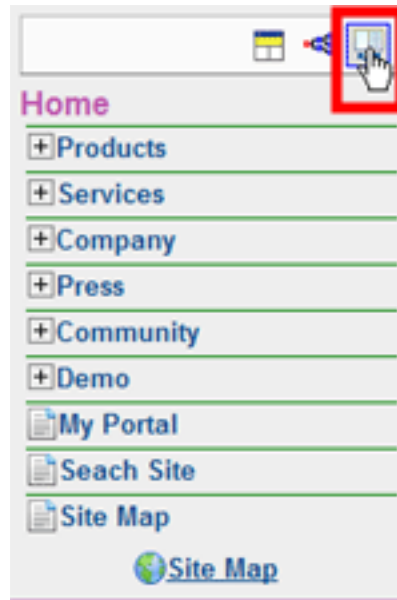 Home
Products
Services
Company
Press
Community
Demo
My Portal
Seach Site
Site Map
Site Map